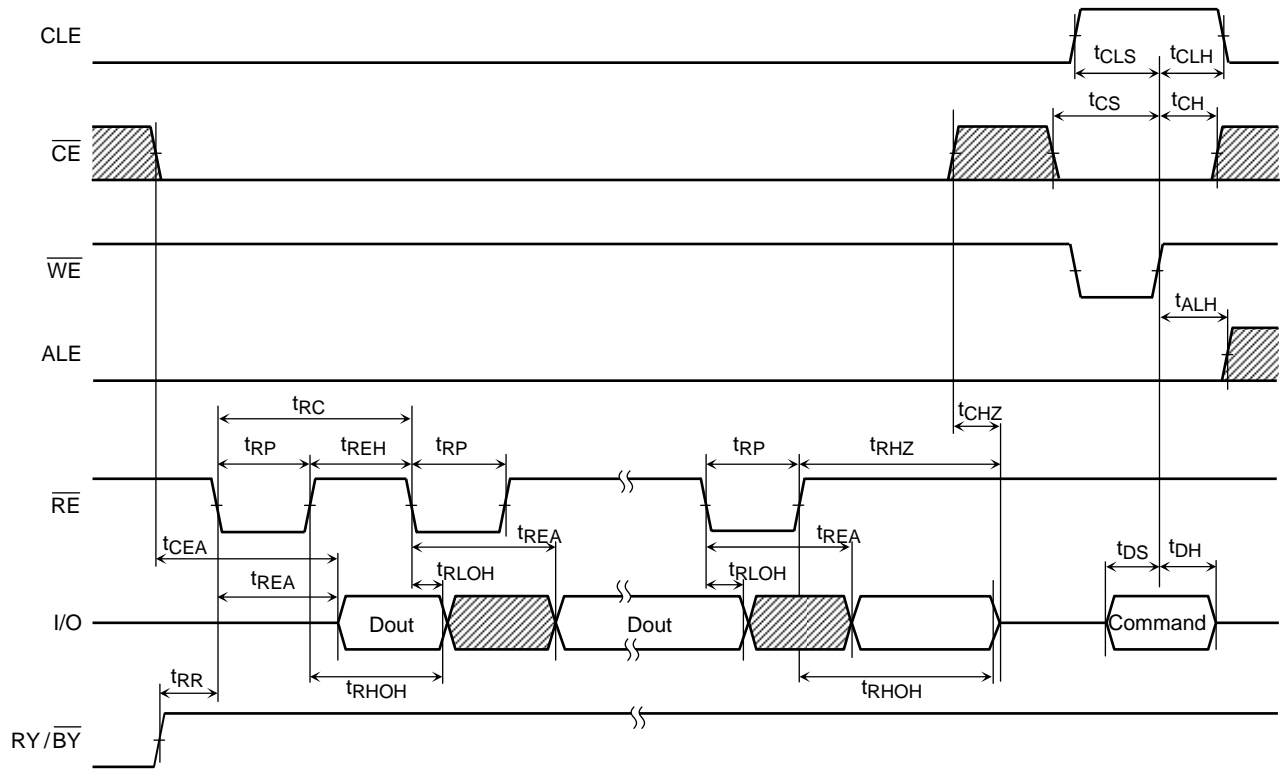 CLE
tCLS tCLH
tCS tCH
CE
WE
tALH
ALE
tRC
tCHZ
tRP tREH tRP tRP tRHZ
RE
tCEA tREA tREA tDS tDH
tREA tRLOH tRLOH
I/O Dout Dout Command
tRR tRHOH tRHOH
RY/BY